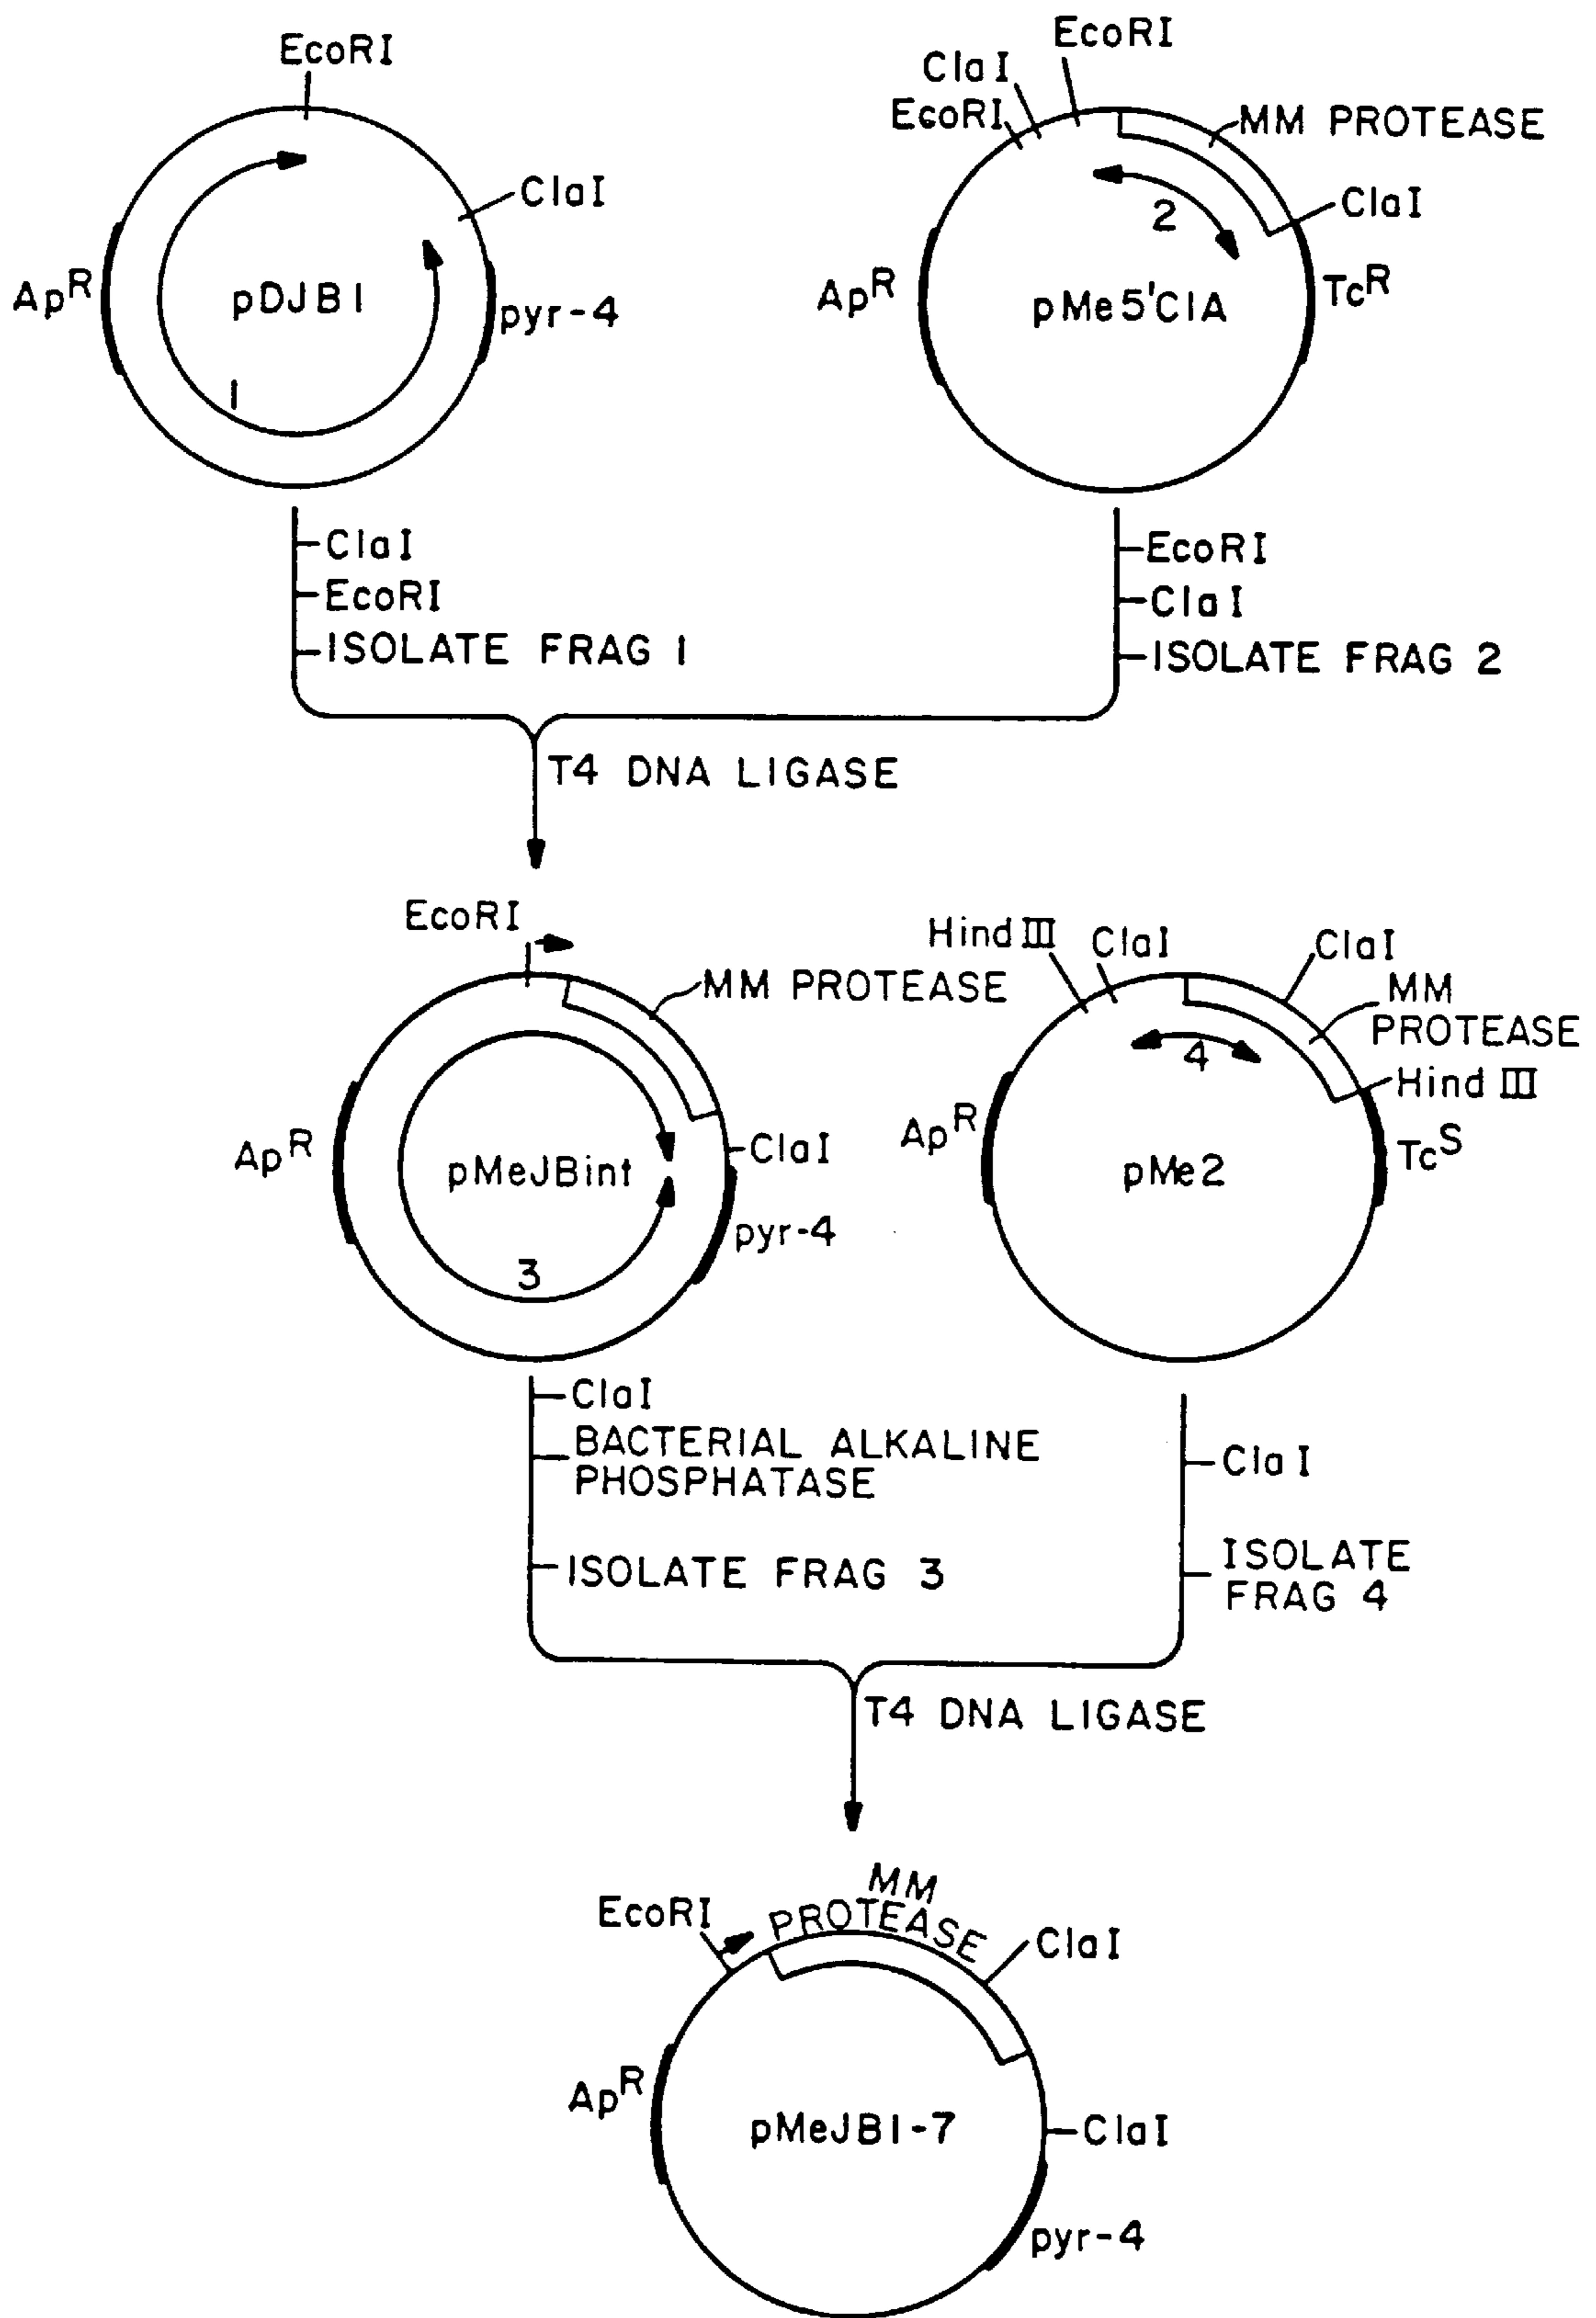 EcoRI
ClaI
ApR
pDJB1
pyr-4
1
EcoRI
ClaI
EcoRI
MM PROTEASE
2
ClaI
ApR
pMe5'ClA
TcR
ClaI
EcoRI
ISOLATE FRAG 1
EcoRI
ClaI
ISOLATE FRAG 2
T4 DNA LIGASE
EcoRI
MM PROTEASE
ApR
pMeJBint
ClaI
pyr-4
3
Hind III
ClaI
ClaI
MM
PROTEASE
4
Hind III
ApR
pMe2
TcS
ClaI
BACTERIAL ALKALINE
PHOSPHATASE
ISOLATE FRAG 3
ClaI
ISOLATE
FRAG 4
T4 DNA LIGASE
EcoRI
MM
PROTEASE
ClaI
ApR
pMeJB1-7
ClaI
pyr-4